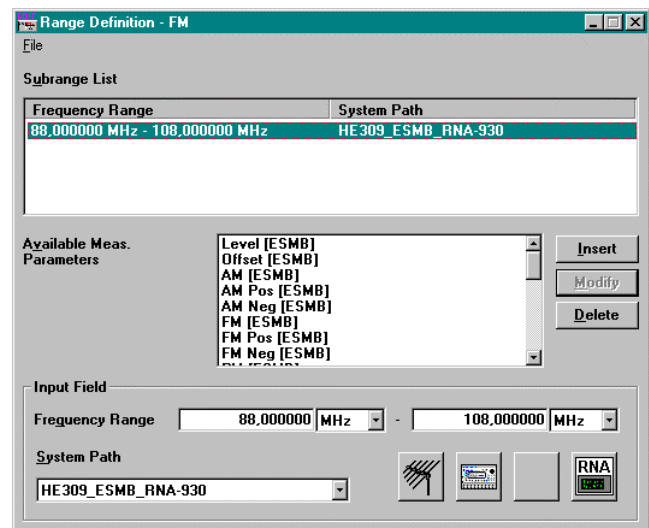 Range Definition - FM
File
Subrange List
Frequency Range System Path
88,000000 MHz - 108,000000 MHz HE309_ESMB_RNA-930
Available Meas. Parameters
Level [ESMB]
Offset [ESMB]
AM [ESMB]
AM Pos [ESMB]
AM Neg [ESMB]
FM [ESMB]
FM Pos [ESMB]
FM Neg [ESMB]
Insert
Modify
Delete
Input Field
Frequency Range 88,000000 MHz - 108,000000 MHz
System Path
HE309_ESMB_RNA-930
RNA